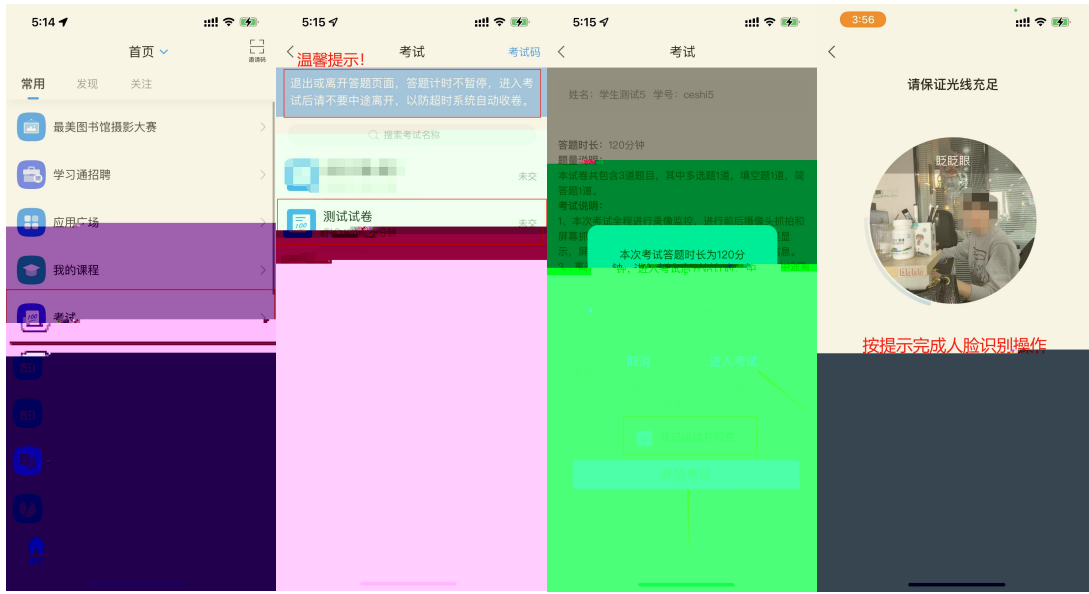 5:14
首页
邀请码
常用
发现
关注
最美图书馆摄影大赛
学习通招聘
应用广场
我的课程
考试
5:15
考试
考试码
温馨提示!
退出或离开答题页面，答题计时不暂停，进入考
试后请不要中途离开，以防超时系统自动收卷。
搜索考试名称
未交
测试试卷
未交
5:15
考试
姓名：学生测试5 学号：ceshi5
答题时长：120分钟
题量说明：
本试卷共包含3道题目，其中多选题1道，填空题1道，简
答题1道。
考试说明：
1、本次考试全程进行录像监控，进行前后摄像头抓拍和
本次考试答题时长为120分
取消
进入考试
3:56
请保证光线充足
眨眨眼
按提示完成人脸识别操作